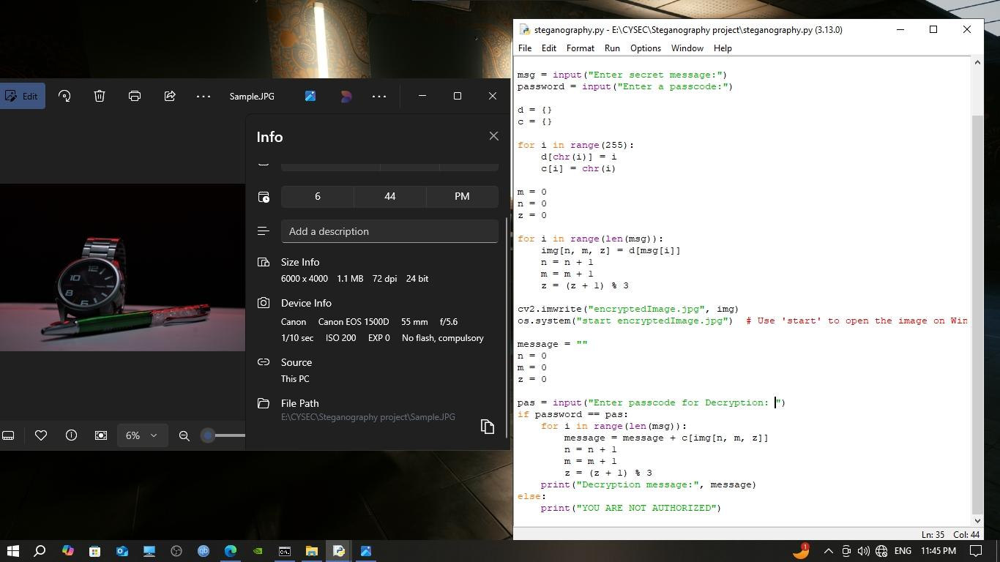 Edit
Sample.JPG
Info
6 44 PM
Add a description
Size Info
6000 x 4000 1.1 MB 72 dpi 24 bit
Device Info
Canon Canon EOS 1500D 55 mm f/5.6
1/10 sec ISO 200 EXP 0 No flash, compulsory
Source
This PC
File Path
E:\CYSEC\Steganography project\Sample.JPG
6%
12
10
8
6
steganography.py - E:\CYSEC\Steganography project\steganography.py (3.13.0)
File Edit Format Run Options Window Help
msg = input("Enter secret message:")
password = input("Enter a passcode:")
d = {}
c = {}
for i in range(255):
    d[chr(i)] = i
    c[i] = chr(i)
m = 0
n = 0
z = 0
for i in range(len(msg)):
    img[n, m, z] = d[msg[i]]
    n = n + 1
    m = m + 1
    z = (z + 1) % 3
cv2.imwrite("encryptedImage.jpg", img)
os.system("start encryptedImage.jpg")  # Use 'start' to open the image on Win
message = ""
n = 0
m = 0
z = 0
pas = input("Enter passcode for Decryption: ")
if password == pas:
    for i in range(len(msg)):
        message = message + c[img[n, m, z]]
        n = n + 1
        m = m + 1
        z = (z + 1) % 3
    print("Decryption message:", message)
else:
    print("YOU ARE NOT AUTHORIZED")
Ln: 35 Col: 44
qb
C:\
1
ENG 11:45 PM